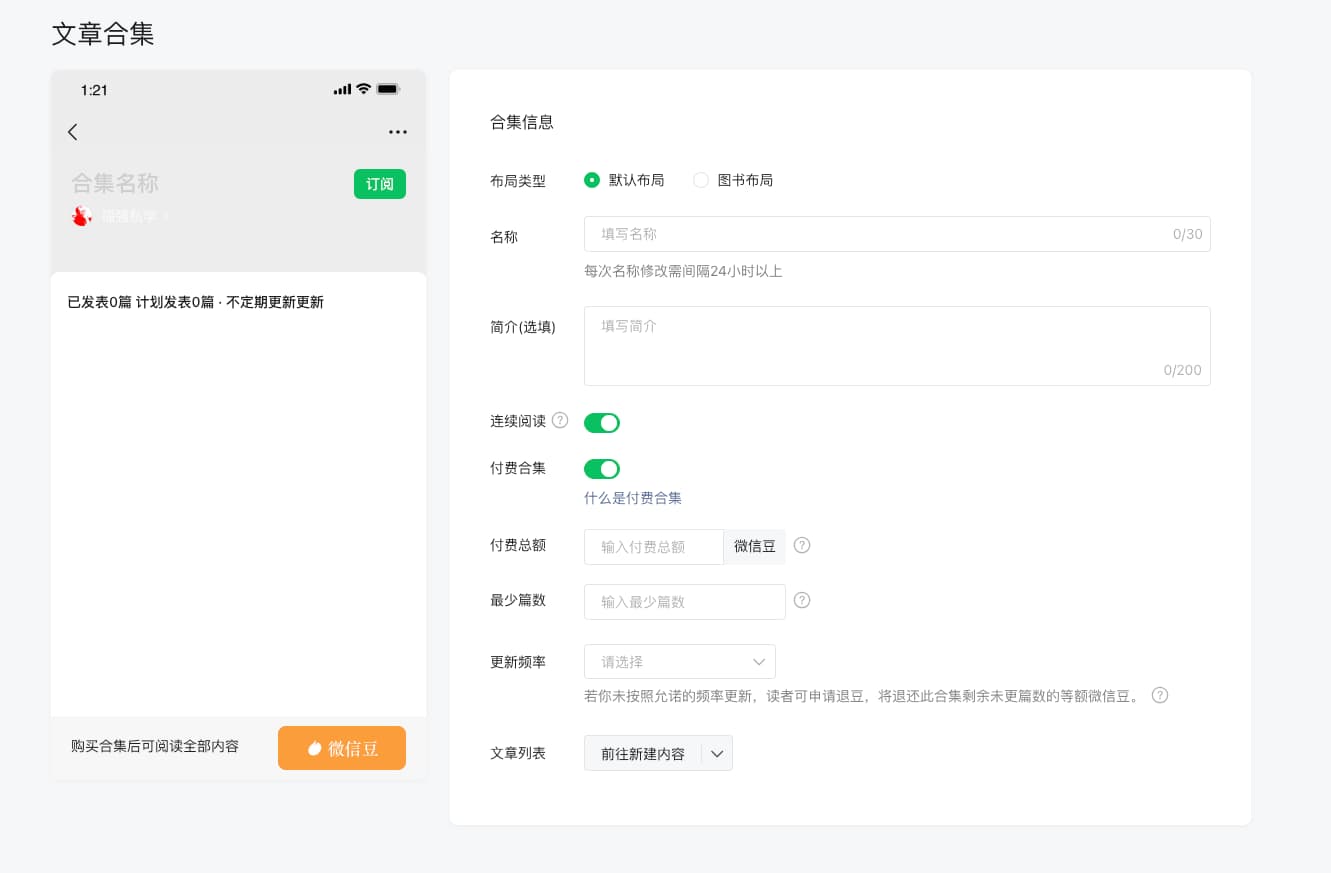 文章合集
1:21
合集名称
订阅
已发表0篇 计划发表0篇 · 不定期更新更新
购买合集后可阅读全部内容
微信豆
合集信息
布局类型 默认布局 图书布局
名称 填写名称 0/30
每次名称修改需间隔24小时以上
简介(选填) 填写简介
0/200
连续阅读 ?
付费合集
什么是付费合集
付费总额 输入付费总额 微信豆 ?
最少篇数 输入最少篇数 ?
更新频率 请选择
若你未按照允诺的频率更新，读者可申请退豆，将退还此合集剩余未更篇数的等额微信豆。 ?
文章列表 前往新建内容